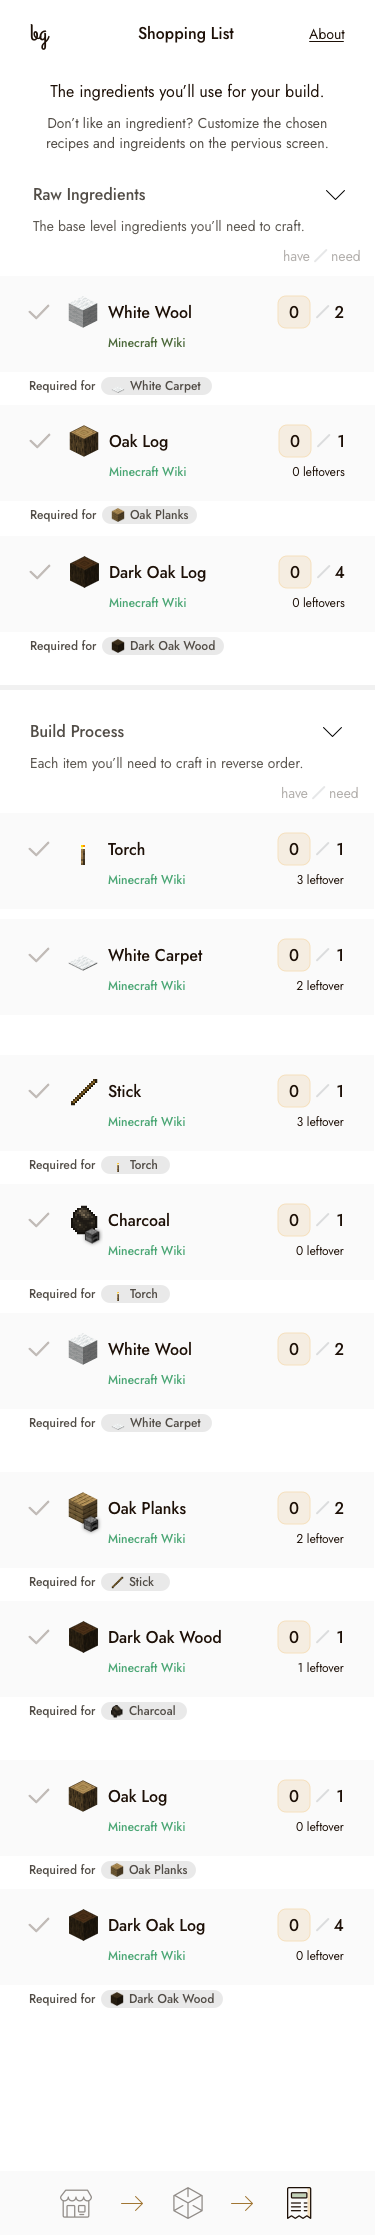 bg
Shopping List
About
The ingredients you'll use for your build.
Don't like an ingredient? Customize the chosen
recipes and ingreidents on the pervious screen.
Raw Ingredients
The base level ingredients you'll need to craft.
have / need
White Wool
0 / 2
Minecraft Wiki
Required for White Carpet
Oak Log
0 / 1
Minecraft Wiki
0 leftovers
Required for Oak Planks
Dark Oak Log
0 / 4
Minecraft Wiki
0 leftovers
Required for Dark Oak Wood
Build Process
Each item you'll need to craft in reverse order.
have / need
Torch
0 / 1
Minecraft Wiki
3 leftover
White Carpet
0 / 1
Minecraft Wiki
2 leftover
Stick
0 / 1
Minecraft Wiki
3 leftover
Required for Torch
Charcoal
0 / 1
Minecraft Wiki
0 leftover
Required for Torch
White Wool
0 / 2
Minecraft Wiki
Required for White Carpet
Oak Planks
0 / 2
Minecraft Wiki
2 leftover
Required for Stick
Dark Oak Wood
0 / 1
Minecraft Wiki
1 leftover
Required for Charcoal
Oak Log
0 / 1
Minecraft Wiki
0 leftover
Required for Oak Planks
Dark Oak Log
0 / 4
Minecraft Wiki
0 leftover
Required for Dark Oak Wood